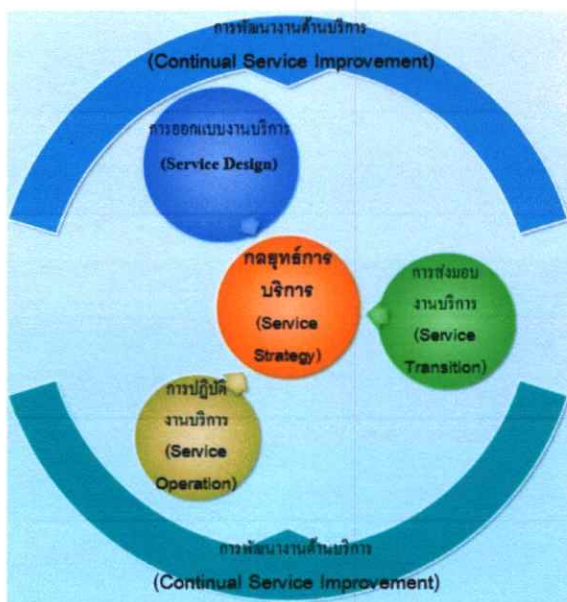 การพัฒนางานด้านบริการ
(Continual Service Improvement)
การออกแบบงานบริการ
(Service Design)
กลยุทธ์การ
บริการ
(Service
Strategy)
การส่งมอบ
งานบริการ
(Service
Transition)
การปฏิบัติ
งานบริการ
(Service
Operation)
การพัฒนางานด้านบริการ
(Continual Service Improvement)